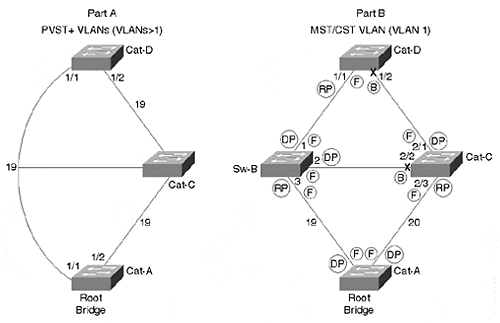 Part A
PVST+ VLANs (VLANs>1)
Cat-D
1/1
1/2
19
19
Cat-C
19
1/2
1/1
Cat-A
Root
Bridge
Part B
MST/CST VLAN (VLAN 1)
Cat-D
1/1
X
1/2
RP
F
B
DP
F
F
DP
1
2/1
Sw-B
2
DP
2/2
X
Cat-C
3
F
B
2/3
RP
F
F
RP
19
20
DP
F
F
DP
Cat-A
Root
Bridge